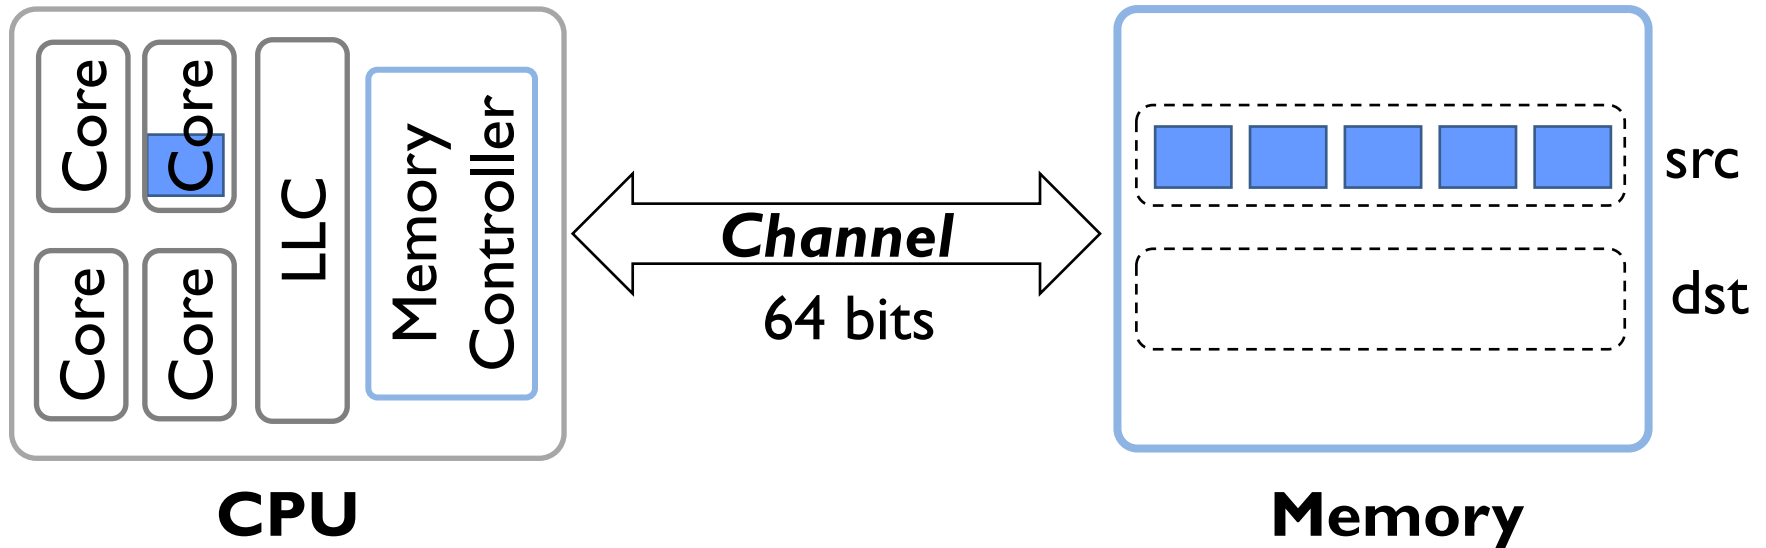 Core
Core
Core
Core
LLC
Memory
Controller
CPU
Channel
64 bits
src
dst
Memory